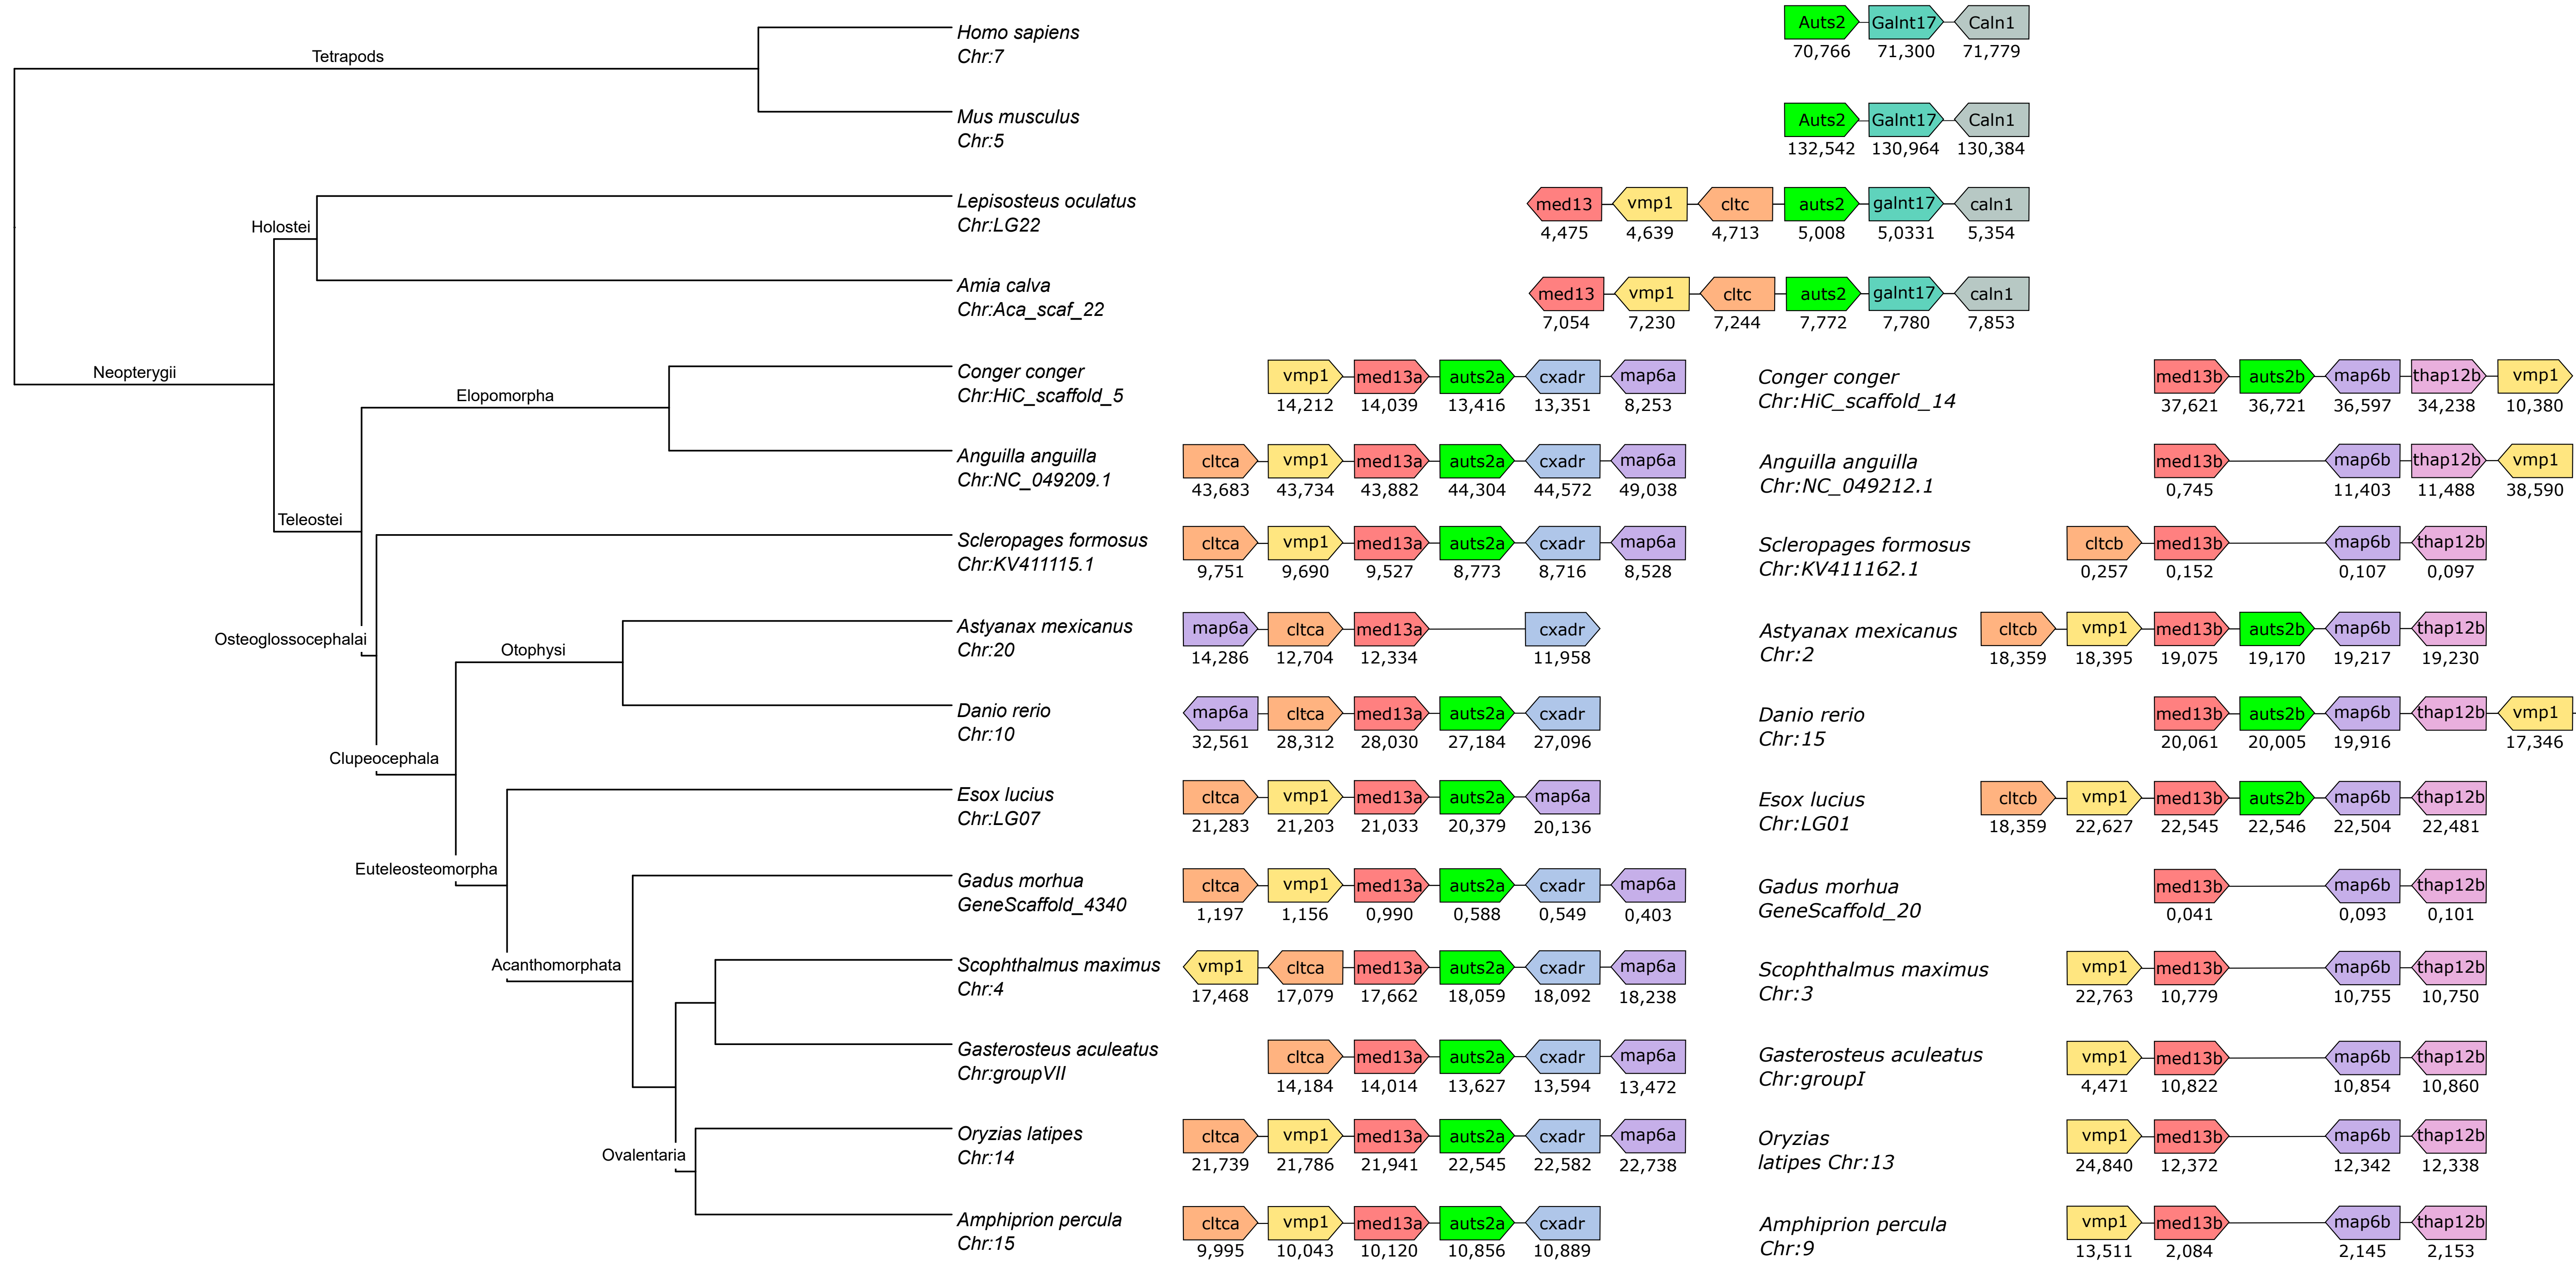 Tetrapods
Homo sapiens
Chr:7
Auts2 Galnt17 Caln1
70,766 71,300 71,779
Mus musculus
Chr:5
Auts2 Galnt17 Caln1
132,542 130,964 130,384
Holostei
Lepisosteus oculatus
Chr:LG22
med13 vmp1 cltc auts2 galnt17 caln1
4,475 4,639 4,713 5,008 5,0331 5,354
Amia calva
Chr:Aca_scaf_22
med13 vmp1 cltc auts2 galnt17 caln1
7,054 7,230 7,244 7,772 7,780 7,853
Neopterygii
Elopomorpha
Conger conger
Chr:HiC_scaffold_5
vmp1 med13a auts2a cxadr map6a
14,212 14,039 13,416 13,351 8,253
Conger conger
Chr:HiC_scaffold_14
med13b auts2b map6b thap12b vmp1
37,621 36,721 36,597 34,238 10,380
Anguilla anguilla
Chr:NC_049209.1
cltca vmp1 med13a auts2a cxadr map6a
43,683 43,734 43,882 44,304 44,572 49,038
Anguilla anguilla
Chr:NC_049212.1
med13b map6b thap12b vmp1
0,745 11,403 11,488 38,590
Teleostei
Scleropages formosus
Chr:KV411115.1
cltca vmp1 med13a auts2a cxadr map6a
9,751 9,690 9,527 8,773 8,716 8,528
Scleropages formosus
Chr:KV411162.1
cltcb med13b map6b thap12b
0,257 0,152 0,107 0,097
Osteoglossocephalai
Otophysi
Astyanax mexicanus
Chr:20
map6a cltca med13a cxadr
14,286 12,704 12,334 11,958
Astyanax mexicanus
Chr:2
cltcb vmp1 med13b auts2b map6b thap12b
18,359 18,395 19,075 19,170 19,217 19,230
Danio rerio
Chr:10
map6a cltca med13a auts2a cxadr
32,561 28,312 28,030 27,184 27,096
Danio rerio
Chr:15
med13b auts2b map6b thap12b vmp1
20,061 20,005 19,916 17,346
Clupeocephala
Esox lucius
Chr:LG07
cltca vmp1 med13a auts2a map6a
21,283 21,203 21,033 20,379 20,136
Esox lucius
Chr:LG01
cltcb vmp1 med13b auts2b map6b thap12b
18,359 22,627 22,545 22,546 22,504 22,481
Euteleosteomorpha
Gadus morhua
GeneScaffold_4340
cltca vmp1 med13a auts2a cxadr map6a
1,197 1,156 0,990 0,588 0,549 0,403
Gadus morhua
GeneScaffold_20
med13b map6b thap12b
0,041 0,093 0,101
Acanthomorphata
Scophthalmus maximus
Chr:4
vmp1 cltca med13a auts2a cxadr map6a
17,468 17,079 17,662 18,059 18,092 18,238
Scophthalmus maximus
Chr:3
vmp1 med13b map6b thap12b
22,763 10,779 10,755 10,750
Gasterosteus aculeatus
Chr:groupVII
cltca med13a auts2a cxadr map6a
14,184 14,014 13,627 13,594 13,472
Gasterosteus aculeatus
Chr:groupI
vmp1 med13b map6b thap12b
4,471 10,822 10,854 10,860
Ovalentaria
Oryzias latipes
Chr:14
cltca vmp1 med13a auts2a cxadr map6a
21,739 21,786 21,941 22,545 22,582 22,738
Oryzias
latipes Chr:13
vmp1 med13b map6b thap12b
24,840 12,372 12,342 12,338
Amphiprion percula
Chr:15
cltca vmp1 med13a auts2a cxadr
9,995 10,043 10,120 10,856 10,889
Amphiprion percula
Chr:9
vmp1 med13b map6b thap12b
13,511 2,084 2,145 2,153